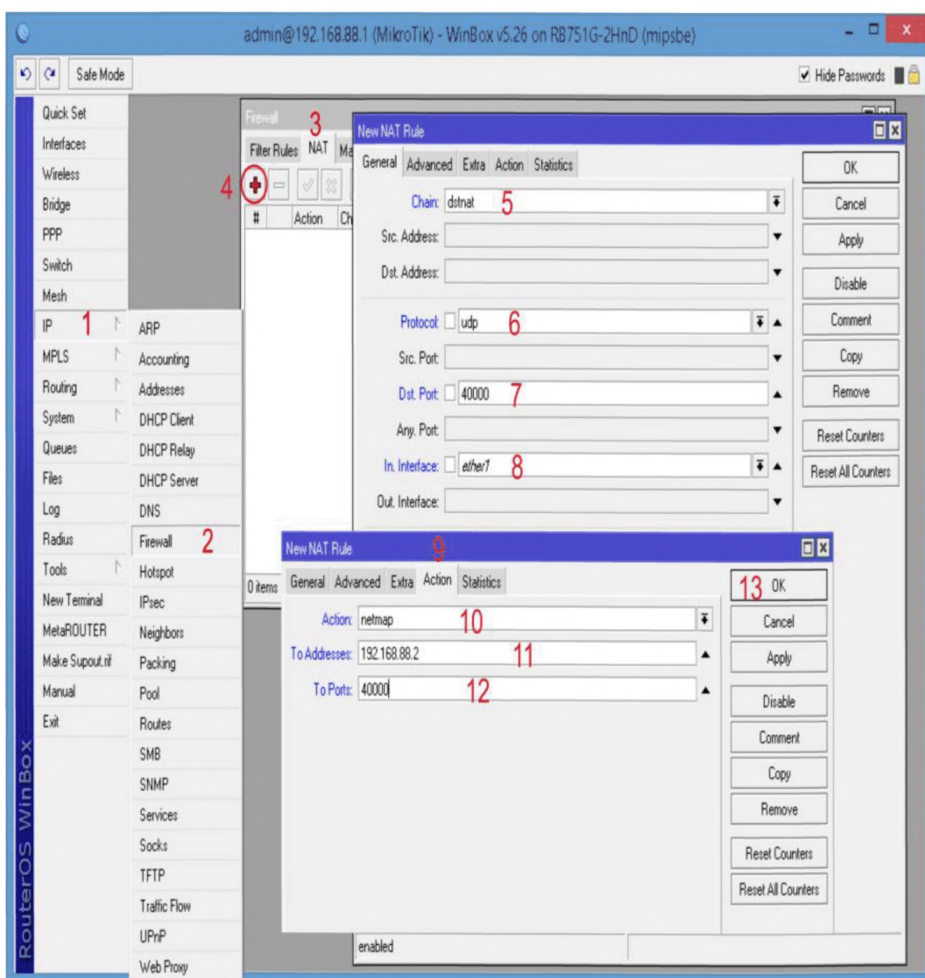 admin@192.168.88.1 (MikroTik) - WinBox v5.26 on RB751G-2HnD (mipsbe)
Safe Mode
Hide Passwords
Quick Set
Interfaces
Wireless
Bridge
PPP
Switch
Mesh
IP 1
MPLS
Routing
System
Queues
Files
Log
Radius
Tools
New Terminal
MetaROUTER
Make Supout.rif
Manual
Exit
RouterOS WinBox
ARP
Accounting
Addresses
DHCP Client
DHCP Relay
DHCP Server
DNS
Firewall 2
Hotspot
IPsec
Neighbors
Packing
Pool
Routes
SMB
SNMP
Services
Socks
TFTP
Traffic Flow
UPnP
Web Proxy
Firewall
3
Filter Rules NAT Ma
4
# Action Ch
0 items
New NAT Rule
General Advanced Extra Action Statistics
Chain: dstnat 5
Src. Address:
Dst. Address:
Protocol: udp 6
Src. Port:
Dst. Port: 40000 7
Any. Port:
In. Interface: ether1 8
Out. Interface:
OK
Cancel
Apply
Disable
Comment
Copy
Remove
Reset Counters
Reset All Counters
New NAT Rule 9
General Advanced Extra Action Statistics
Action: netmap 10
To Addresses: 192.168.88.2 11
To Ports: 40000 12
13 OK
Cancel
Apply
Disable
Comment
Copy
Remove
Reset Counters
Reset All Counters
enabled